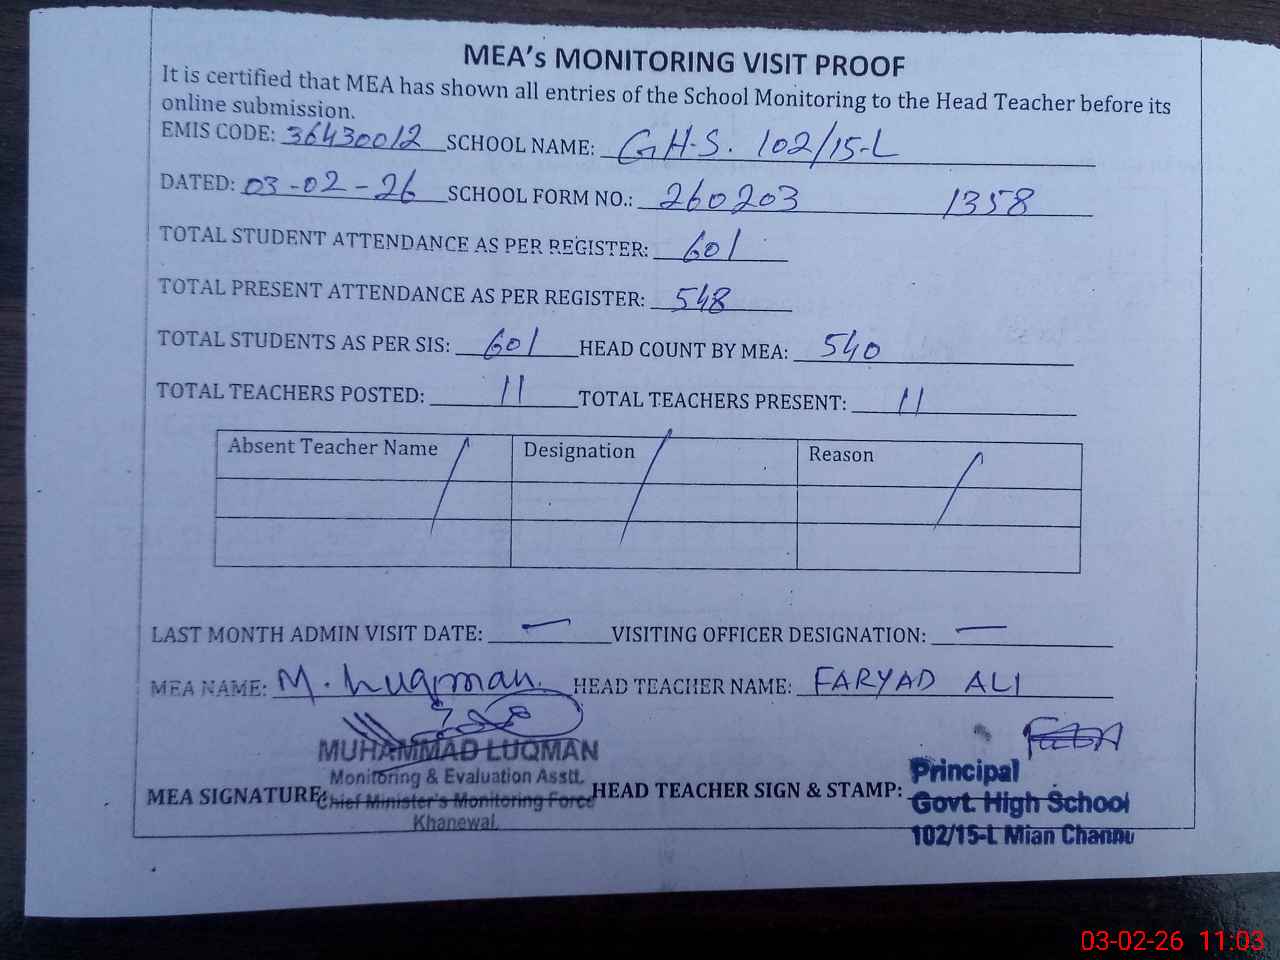 MEA's MONITORING VISIT PROOF
It is certified that MEA has shown all entries of the School Monitoring to the Head Teacher before its
online submission.
EMIS CODE: 36430012 SCHOOL NAME: G.H.S. 102/15-L
DATED: 03-02-26 SCHOOL FORM NO.: 260203 1358
TOTAL STUDENT ATTENDANCE AS PER REGISTER: 601
TOTAL PRESENT ATTENDANCE AS PER REGISTER: 548
TOTAL STUDENTS AS PER SIS: 601 HEAD COUNT BY MEA: 540
TOTAL TEACHERS POSTED: 11 TOTAL TEACHERS PRESENT: 11
Absent Teacher Name Designation Reason
LAST MONTH ADMIN VISIT DATE: — VISITING OFFICER DESIGNATION: —
MEA NAME: M. Luqman. HEAD TEACHER NAME: FARYAD ALI
MUHAMMAD LUQMAN
Monitoring & Evaluation Asstt.
Chief Minister's Monitoring Force
Khanewal.
MEA SIGNATURE: HEAD TEACHER SIGN & STAMP:
Principal
Govt. High School
102/15-L Mian Channu
03-02-26 11:03